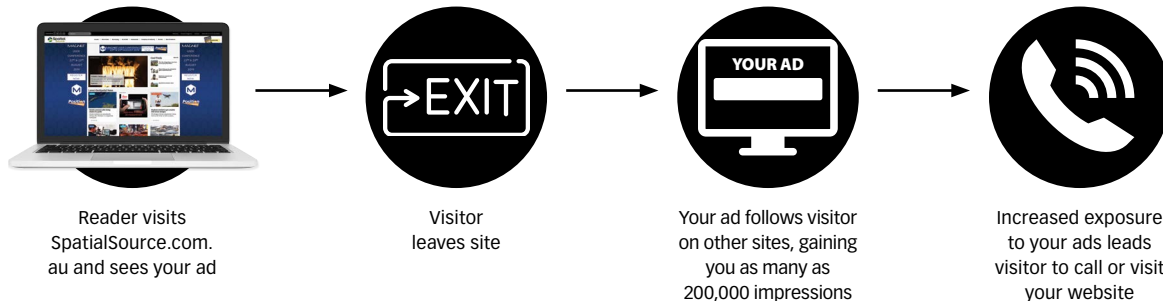 EXIT
YOUR AD
Reader visits
SpatialSource.com.
au and sees your ad
Visitor
leaves site
Your ad follows visitor
on other sites, gaining
you as many as
200,000 impressions
Increased exposure
to your ads leads
visitor to call or visit
your website